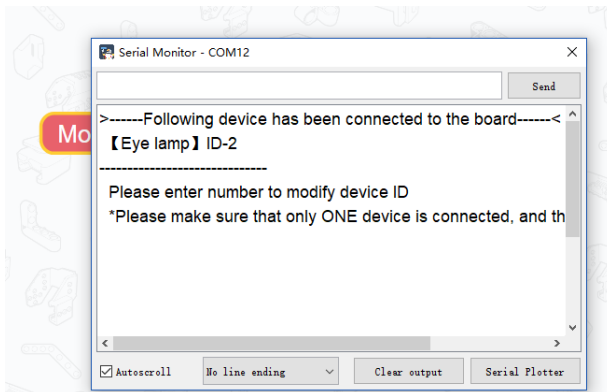 Serial Monitor - COM12
Send
>------Following device has been connected to the board------<
【Eye lamp】ID-2
-----------------------------
Please enter number to modify device ID
*Please make sure that only ONE device is connected, and th
Mo
Autoscroll
No line ending
Clear output
Serial Plotter